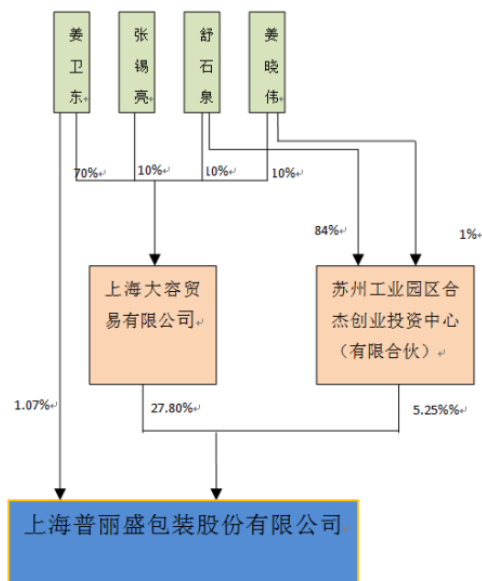 姜卫东
张锡亮
舒石泉
姜晓伟
70%
10%
10%
10%
84%
1%
上海大容贸
易有限公司
苏州工业园区合
杰创业投资中心
（有限合伙）
1.07%
27.80%
5.25%%
上海普丽盛包装股份有限公司